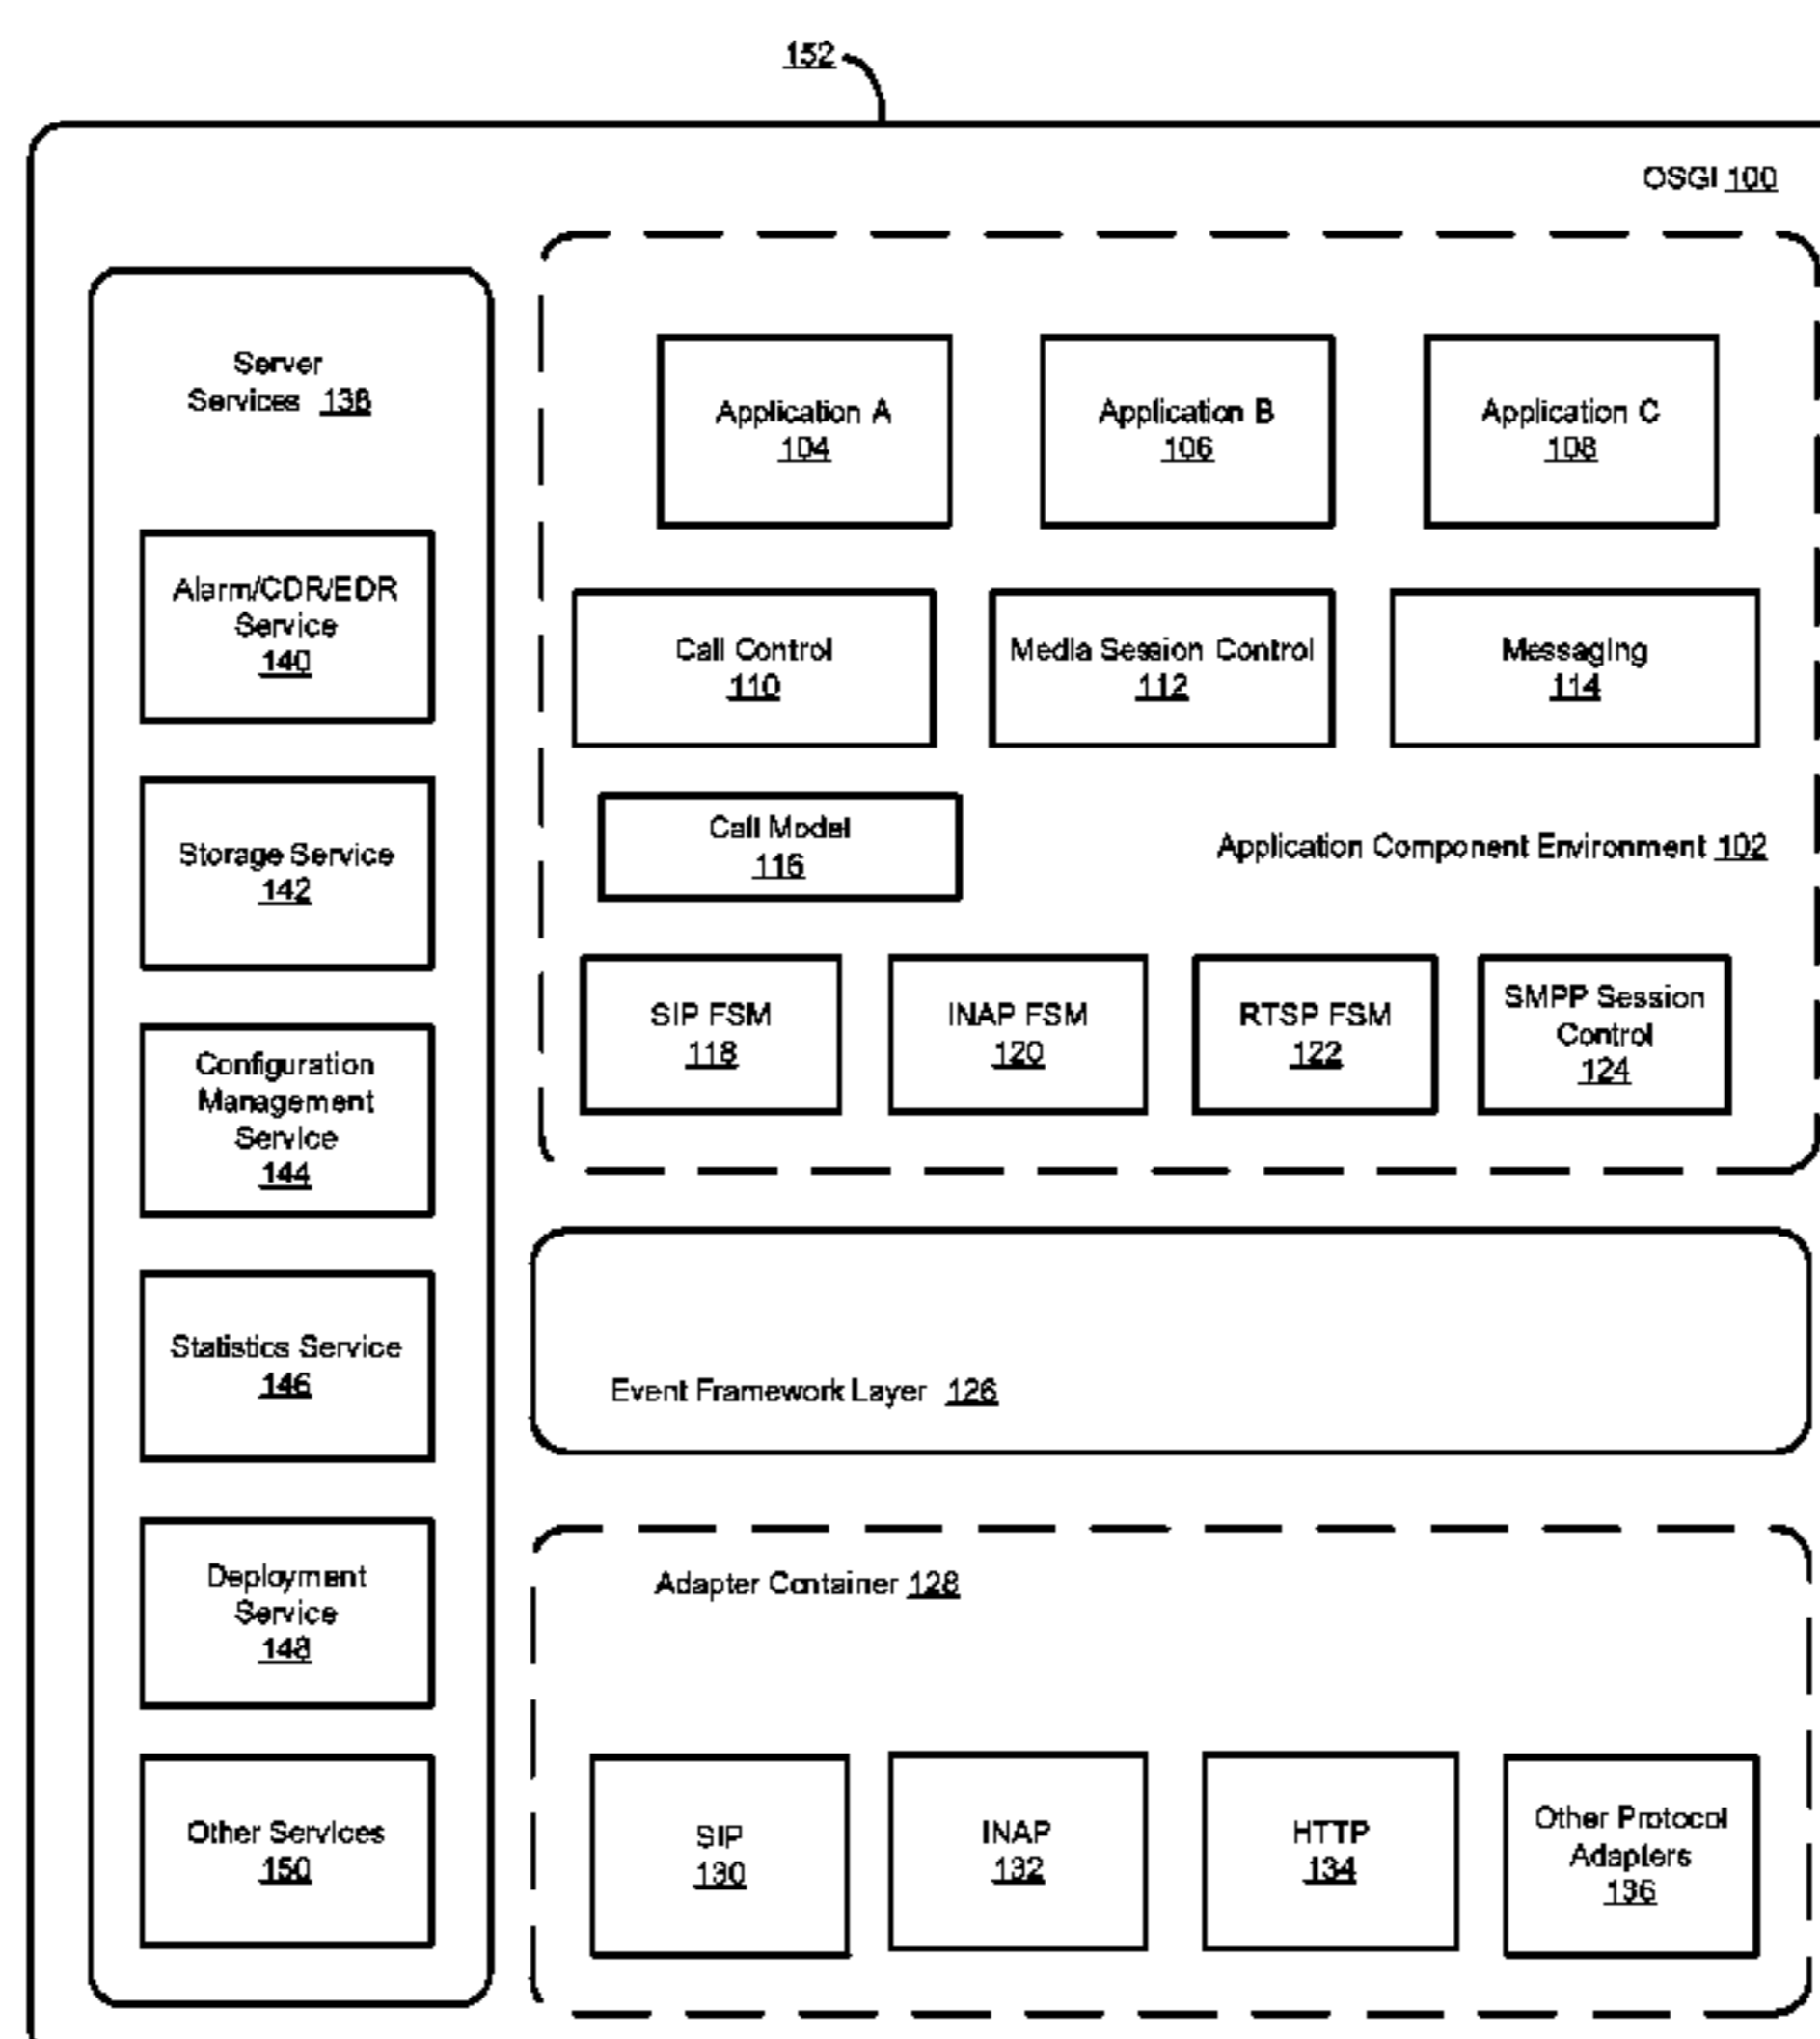 152
OSGI 100
Server
Services 138
Alarm/CDR/EDR
Service
140
Storage Service
142
Configuration
Management
Service
144
Statistics Service
146
Deployment
Service
148
Other Services
150
Application A
104
Application B
106
Application C
108
Call Control
110
Media Session Control
112
Messaging
114
Call Model
116
Application Component Environment 102
SIP FSM
118
INAP FSM
120
RTSP FSM
122
SMPP Session
Control
124
Event Framework Layer 126
Adapter Container 128
SIP
130
INAP
132
HTTP
134
Other Protocol
Adapters
136